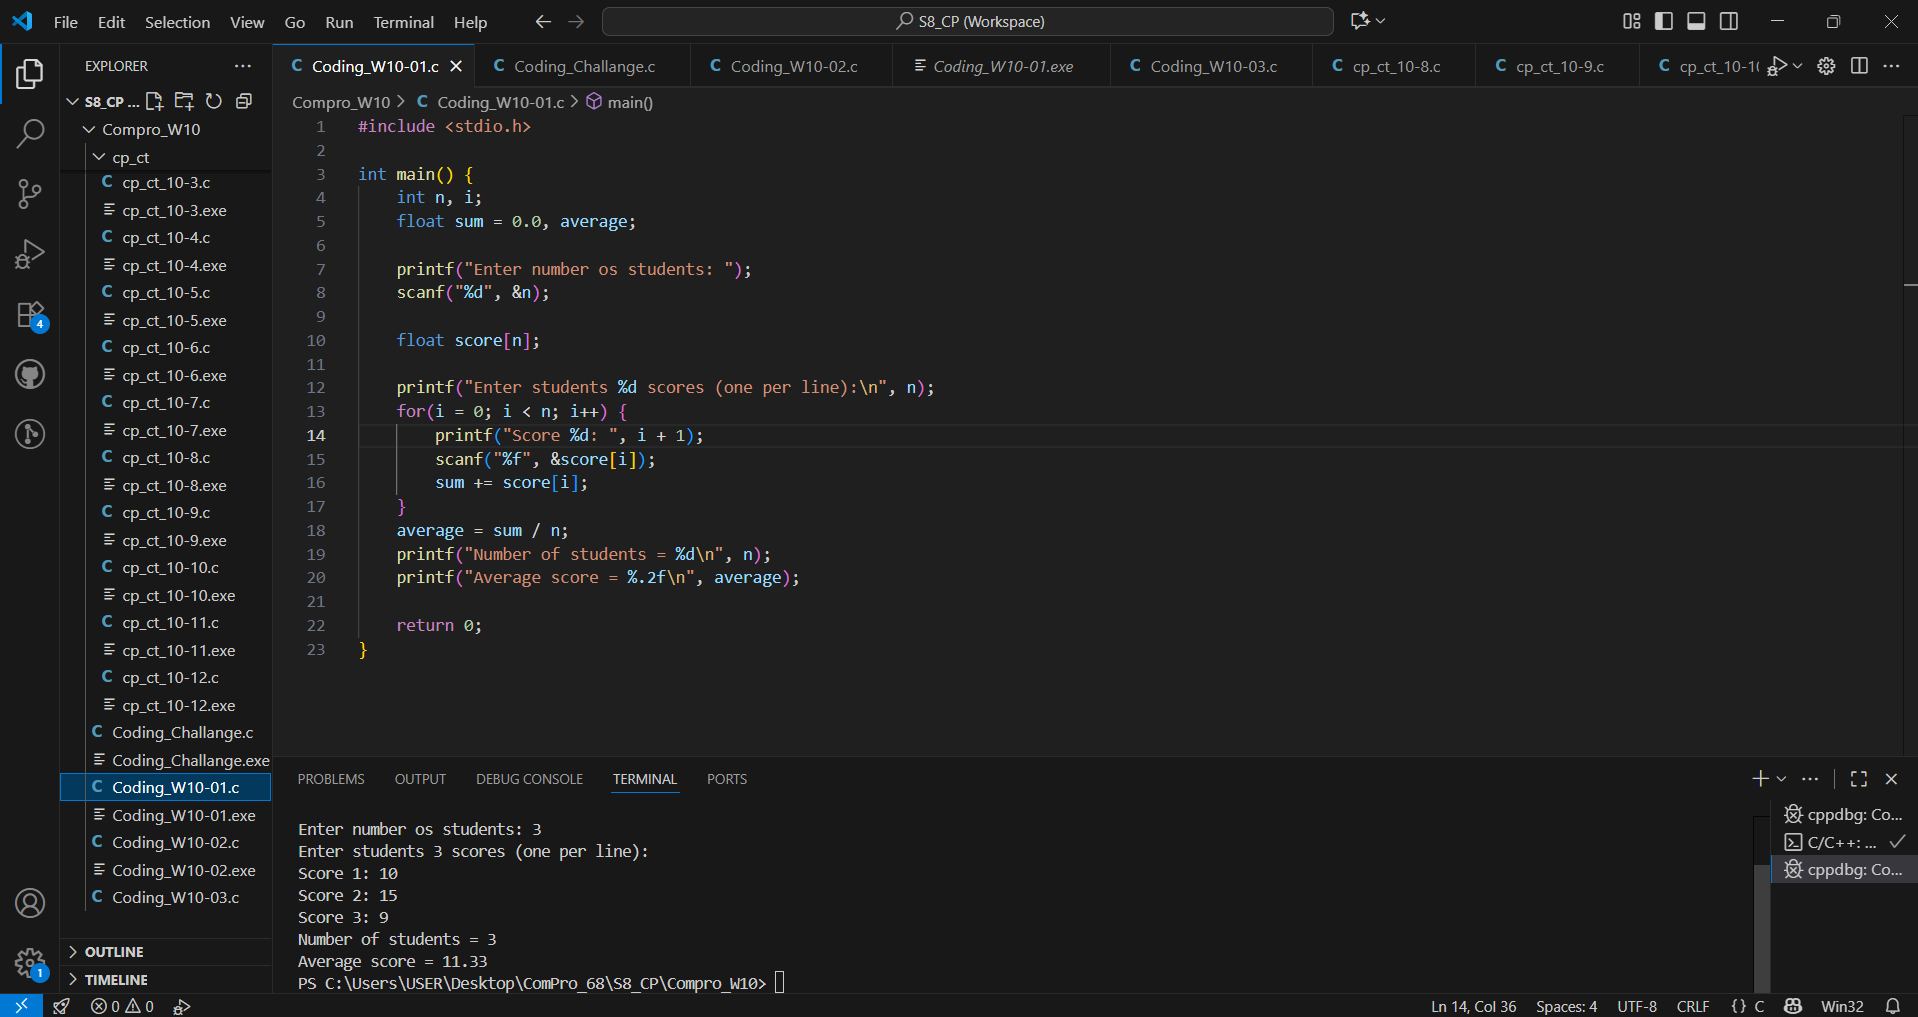 File Edit Selection View Go Run Terminal Help
S8_CP (Workspace)
EXPLORER
S8_CP ...
Compro_W10
cp_ct
cp_ct_10-3.c
cp_ct_10-3.exe
cp_ct_10-4.c
cp_ct_10-4.exe
cp_ct_10-5.c
cp_ct_10-5.exe
cp_ct_10-6.c
cp_ct_10-6.exe
cp_ct_10-7.c
cp_ct_10-7.exe
cp_ct_10-8.c
cp_ct_10-8.exe
cp_ct_10-9.c
cp_ct_10-9.exe
cp_ct_10-10.c
cp_ct_10-10.exe
cp_ct_10-11.c
cp_ct_10-11.exe
cp_ct_10-12.c
cp_ct_10-12.exe
Coding_Challange.c
Coding_Challange.exe
Coding_W10-01.c
Coding_W10-01.exe
Coding_W10-02.c
Coding_W10-02.exe
Coding_W10-03.c
OUTLINE
TIMELINE
4
1
Coding_W10-01.c Coding_Challange.c Coding_W10-02.c Coding_W10-01.exe Coding_W10-03.c cp_ct_10-8.c cp_ct_10-9.c cp_ct_10-1
Compro_W10 > Coding_W10-01.c > main()
1 #include <stdio.h>
2
3 int main() {
4 int n, i;
5 float sum = 0.0, average;
6
7 printf("Enter number os students: ");
8 scanf("%d", &n);
9
10 float score[n];
11
12 printf("Enter students %d scores (one per line):\n", n);
13 for(i = 0; i < n; i++) {
14 printf("Score %d: ", i + 1);
15 scanf("%f", &score[i]);
16 sum += score[i];
17 }
18 average = sum / n;
19 printf("Number of students = %d\n", n);
20 printf("Average score = %.2f\n", average);
21
22 return 0;
23 }
PROBLEMS OUTPUT DEBUG CONSOLE TERMINAL PORTS
Enter number os students: 3
Enter students 3 scores (one per line):
Score 1: 10
Score 2: 15
Score 3: 9
Number of students = 3
Average score = 11.33
PS C:\Users\USER\Desktop\ComPro_68\S8_CP\Compro_W10>
cppdbg: Co...
C/C++: ...
cppdbg: Co...
0 0
Ln 14, Col 36 Spaces: 4 UTF-8 CRLF {} C Win32